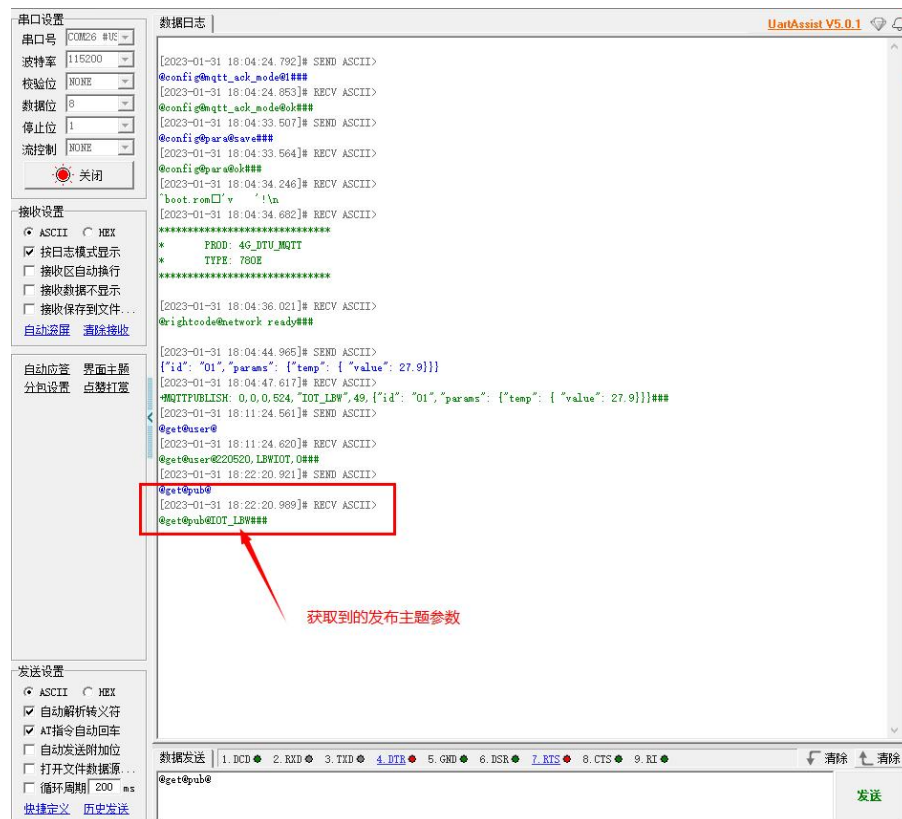 串口设置
串口号 COM26 #US
波特率 115200
校验位 NONE
数据位 8
停止位 1
流控制 NONE
关闭
接收设置
ASCII HEX
按日志模式显示
接收区自动换行
接收数据不显示
接收保存到文件...
自动滚屏 清除接收
自动应答 界面主题
分包设置 点赞打赏
发送设置
ASCII HEX
自动解析转义符
AT指令自动回车
自动发送附加位
打开文件数据源...
循环周期 200 ms
快捷定义 历史发送
数据日志 UartAssist V5.0.1
[2023-01-31 18:04:24.792]# SEND ASCII>
@config@mqtt_ack_mode@1###
[2023-01-31 18:04:24.853]# RECV ASCII>
@config@mqtt_ack_mode@ok###
[2023-01-31 18:04:33.507]# SEND ASCII>
@config@para@save###
[2023-01-31 18:04:33.564]# RECV ASCII>
@config@para@ok###
[2023-01-31 18:04:34.246]# RECV ASCII>
^boot.rom□'v '!\n
[2023-01-31 18:04:34.682]# RECV ASCII>
******************************
* PROD: 4G_DTU_MQTT
* TYPE: 780E
******************************
[2023-01-31 18:04:36.021]# RECV ASCII>
@rightcode@network ready###
[2023-01-31 18:04:44.965]# SEND ASCII>
{"id": "01","params": {"temp": { "value": 27.9}}}
[2023-01-31 18:04:47.617]# RECV ASCII>
+MQTTPUBLISH: 0,0,0,524,"IOT_LBW",49,{"id": "01","params": {"temp": { "value": 27.9}}}###
[2023-01-31 18:11:24.561]# SEND ASCII>
@get@user@
[2023-01-31 18:11:24.620]# RECV ASCII>
@get@user@220520,LBWIOT,0###
[2023-01-31 18:22:20.921]# SEND ASCII>
@get@pub@
[2023-01-31 18:22:20.989]# RECV ASCII>
@get@pub@IOT_LBW###
获取到的发布主题参数
数据发送 1.DCD 2.RXD 3.TXD 4.DTR 5.GND 6.DSR 7.RTS 8.CTS 9.RI 清除 清除
@get@pub@
发送